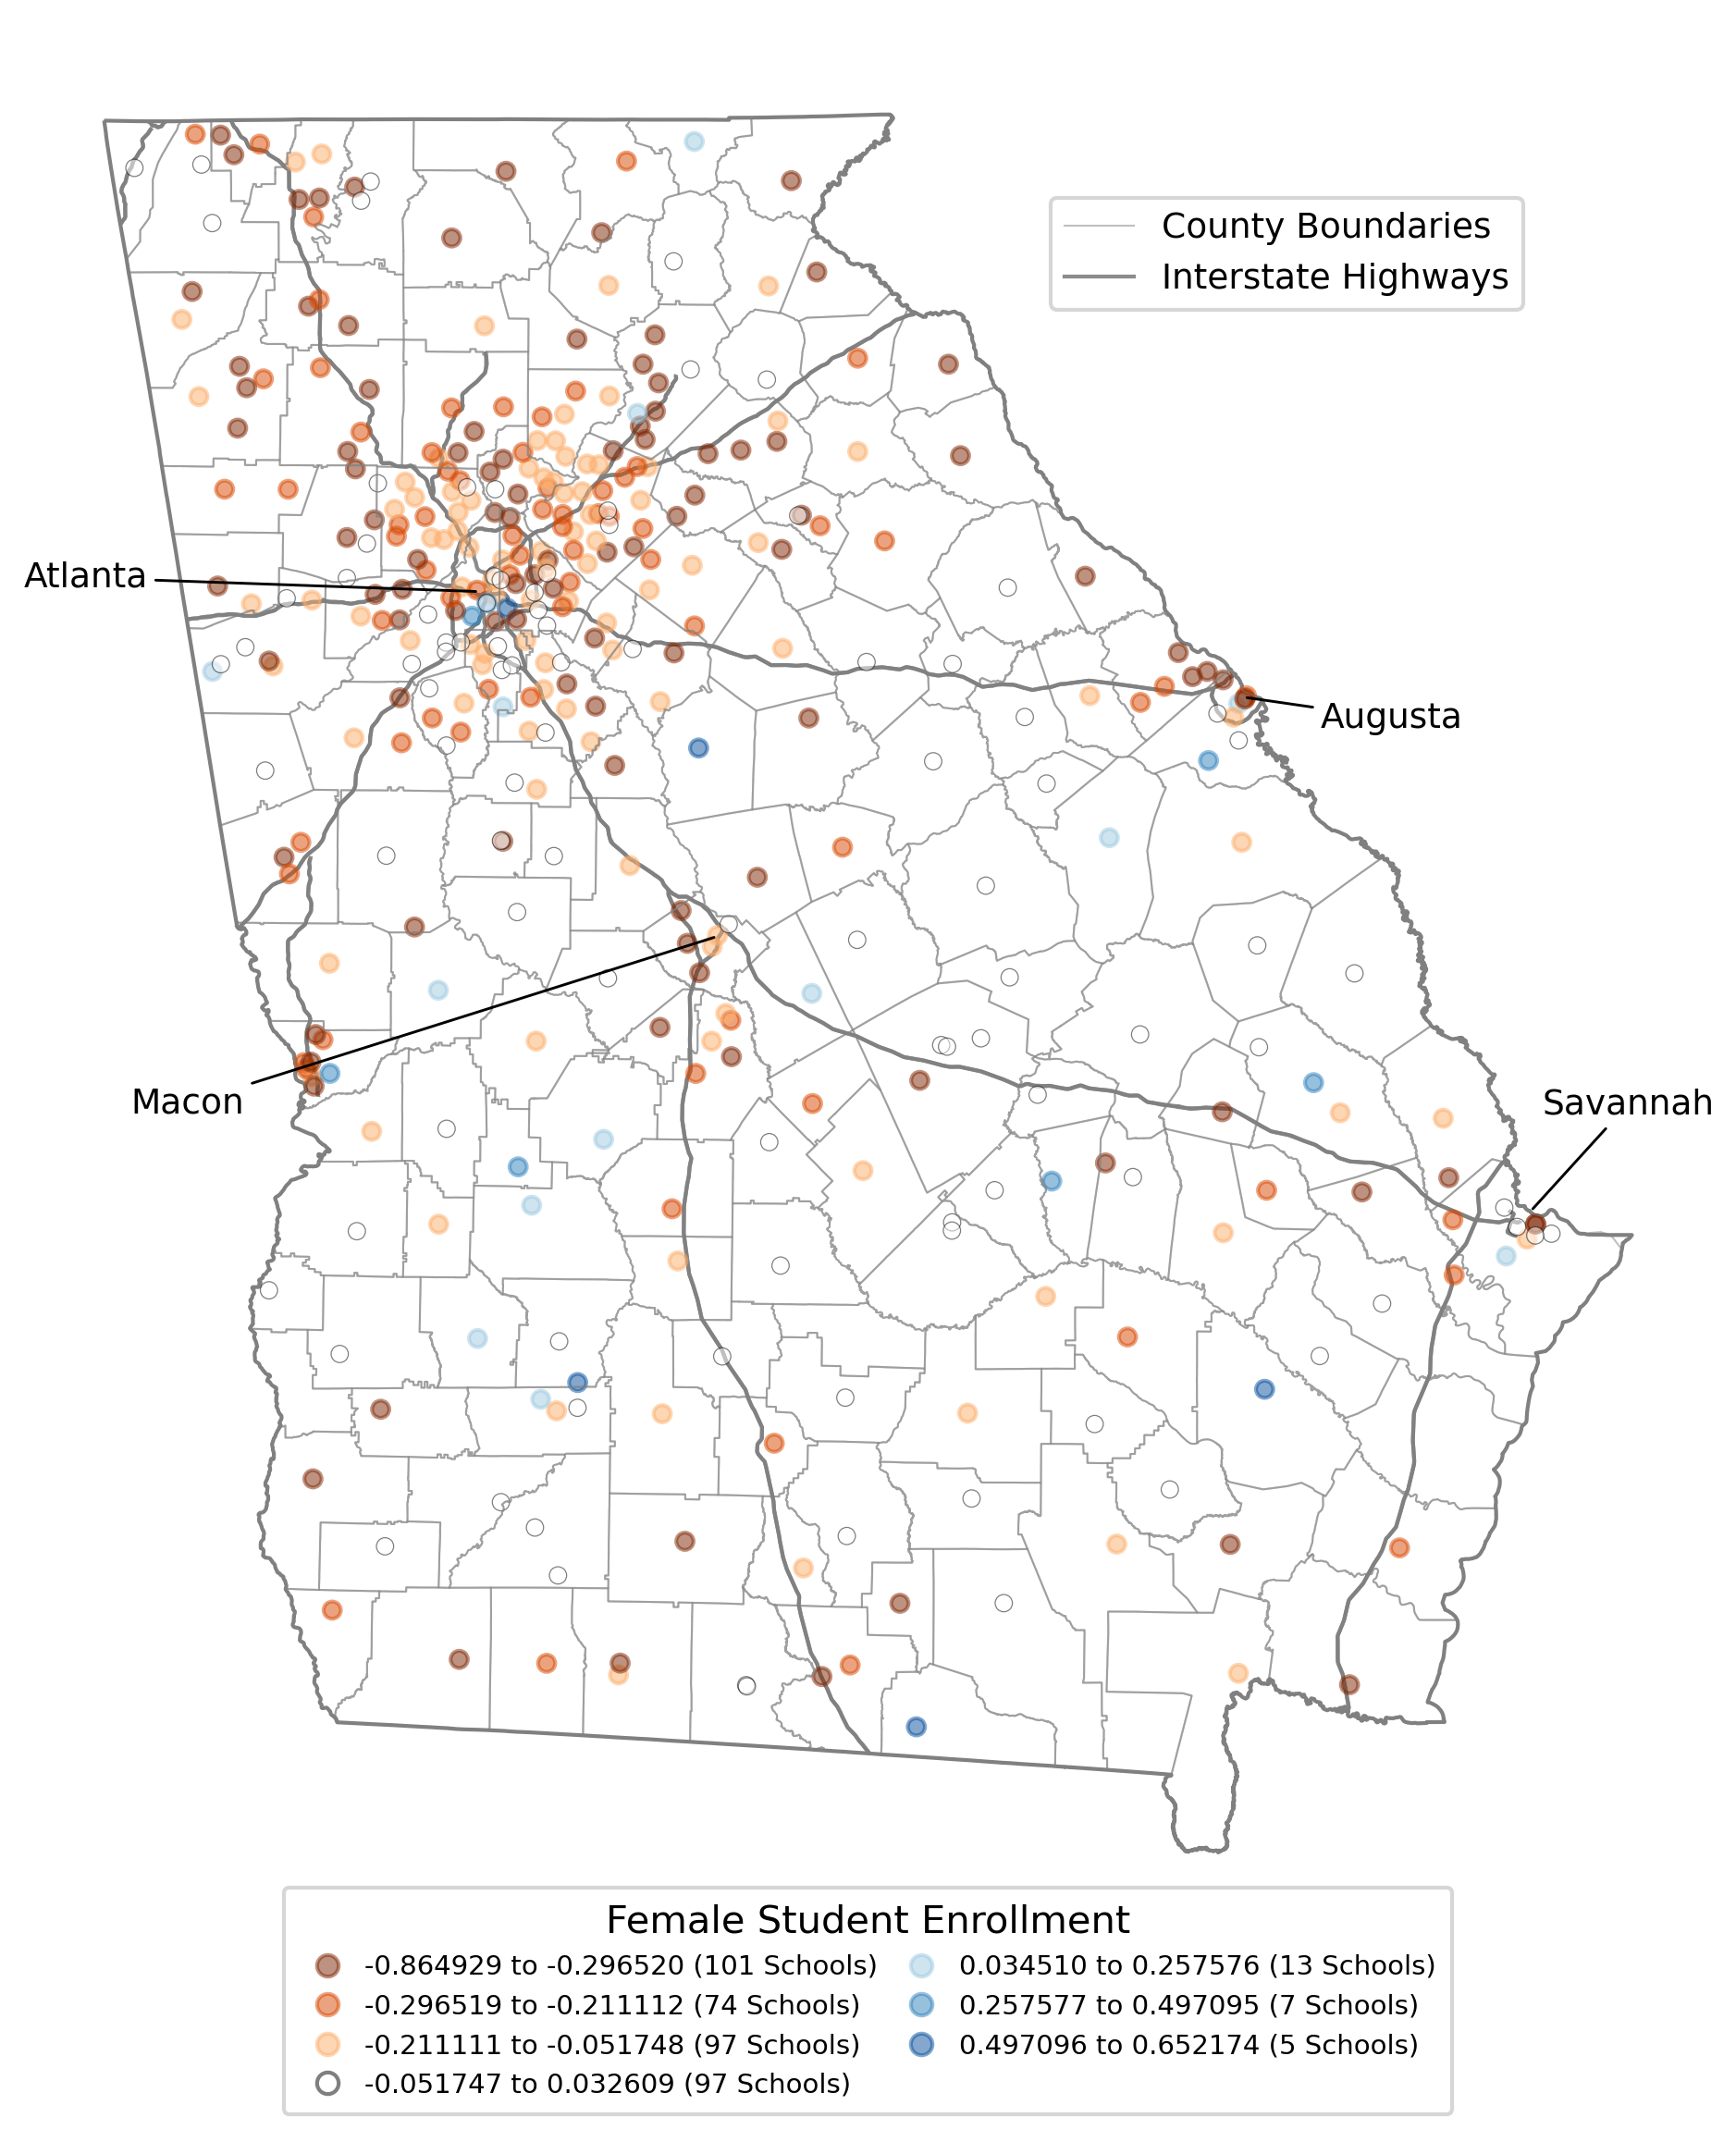 County Boundaries
Interstate Highways
Atlanta
Augusta
Macon
Savannah
Female Student Enrollment
-0.864929 to -0.296520 (101 Schools)
-0.296519 to -0.211112 (74 Schools)
-0.211111 to -0.051748 (97 Schools)
-0.051747 to 0.032609 (97 Schools)
0.034510 to 0.257576 (13 Schools)
0.257577 to 0.497095 (7 Schools)
0.497096 to 0.652174 (5 Schools)